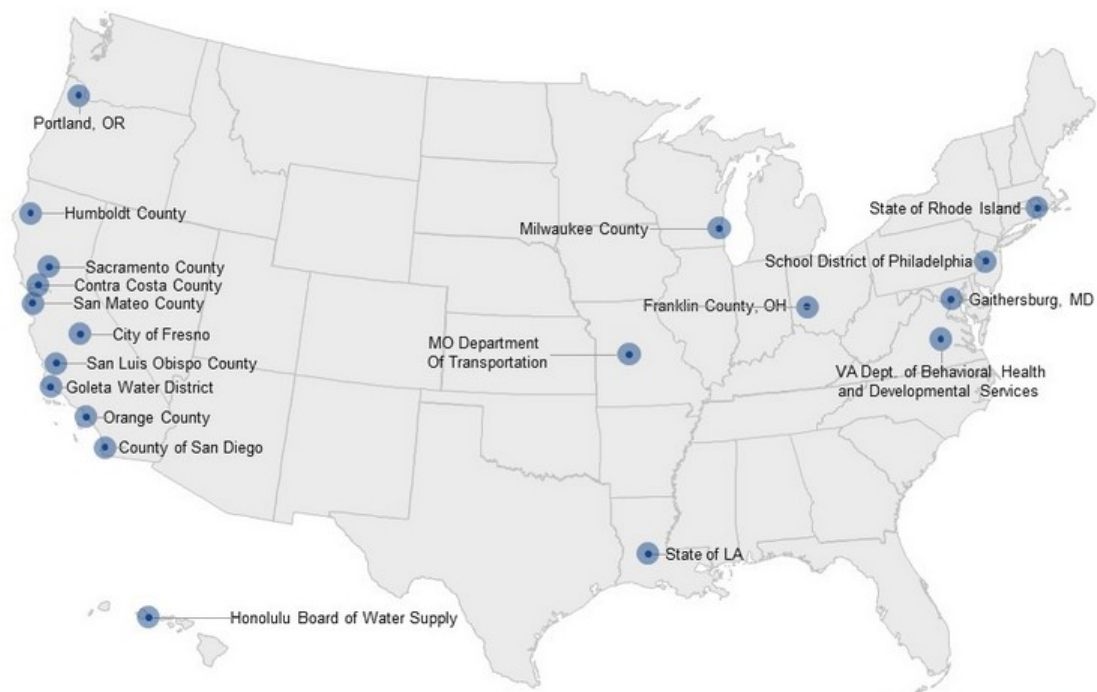 Portland, OR
Humboldt County
Sacramento County
Contra Costa County
San Mateo County
City of Fresno
San Luis Obispo County
Goleta Water District
Orange County
County of San Diego
Honolulu Board of Water Supply
Milwaukee County
MO Department
Of Transportation
State of LA
State of Rhode Island
School District of Philadelphia
Franklin County, OH
Gaithersburg, MD
VA Dept. of Behavioral Health
and Developmental Services